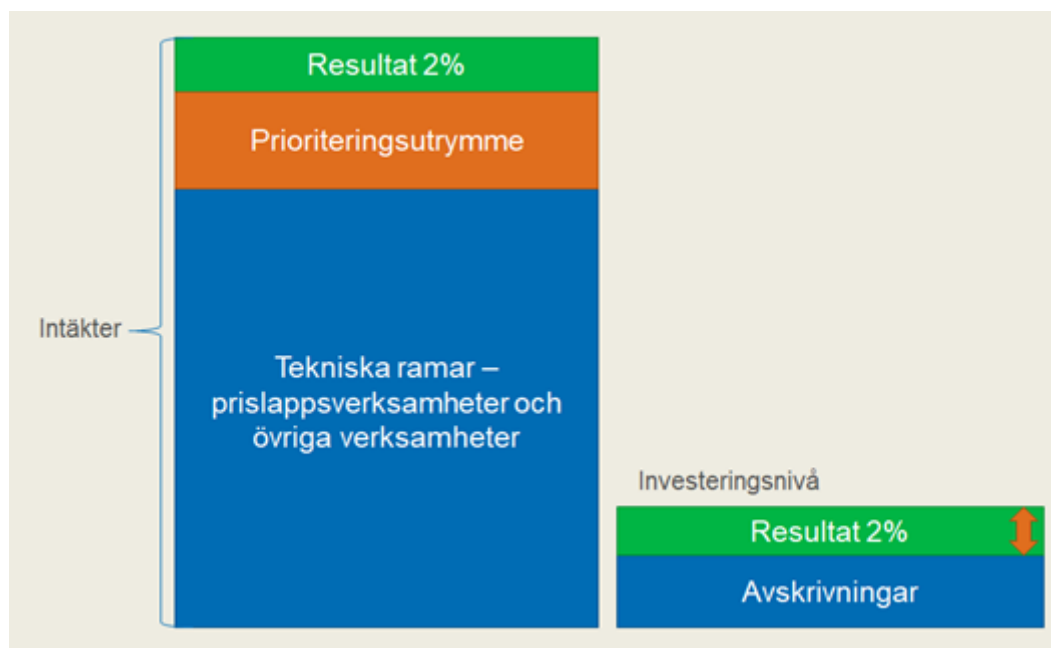 Resultat 2%
Prioriteringsutrymme
Intäkter
Tekniska ramar –
prislappsverksamheter och
övriga verksamheter
Investeringsnivå
Resultat 2%
Avskrivningar